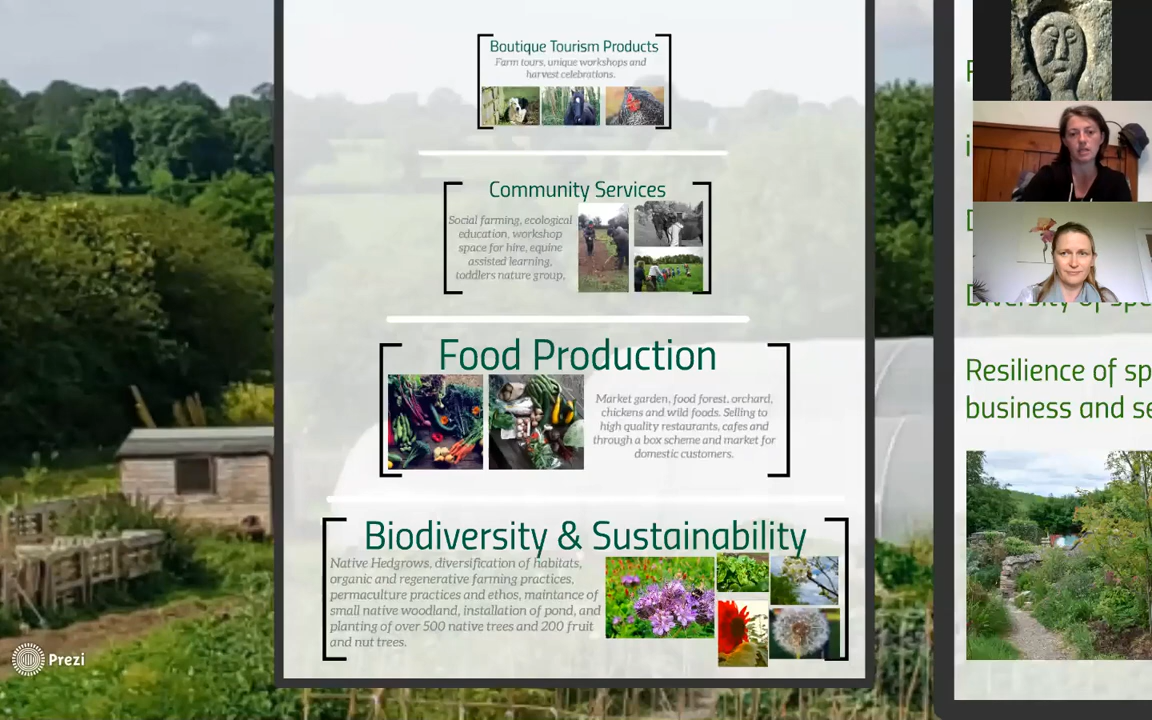 Boutique Tourism Products
Farm tours, unique workshops and
harvest celebrations.
Community Services
Social farming, ecological
education, workshop
space for hire, equine
assisted learning,
toddlers nature group,
Food Production
Market garden, food forest, orchard,
chickens and wild foods. Selling to
high quality restaurants, cafes and
through a box scheme and market for
domestic customers.
Biodiversity & Sustainability
Native Hedgrows, diversification of habitats,
organic and regenerative farming practices,
permaculture practices and ethos, maintance of
small native woodland, installation of pond, and
planting of over 500 native trees and 200 fruit
and nut trees.
Diversity of spe
Resilience of sp
business and se
Prezi